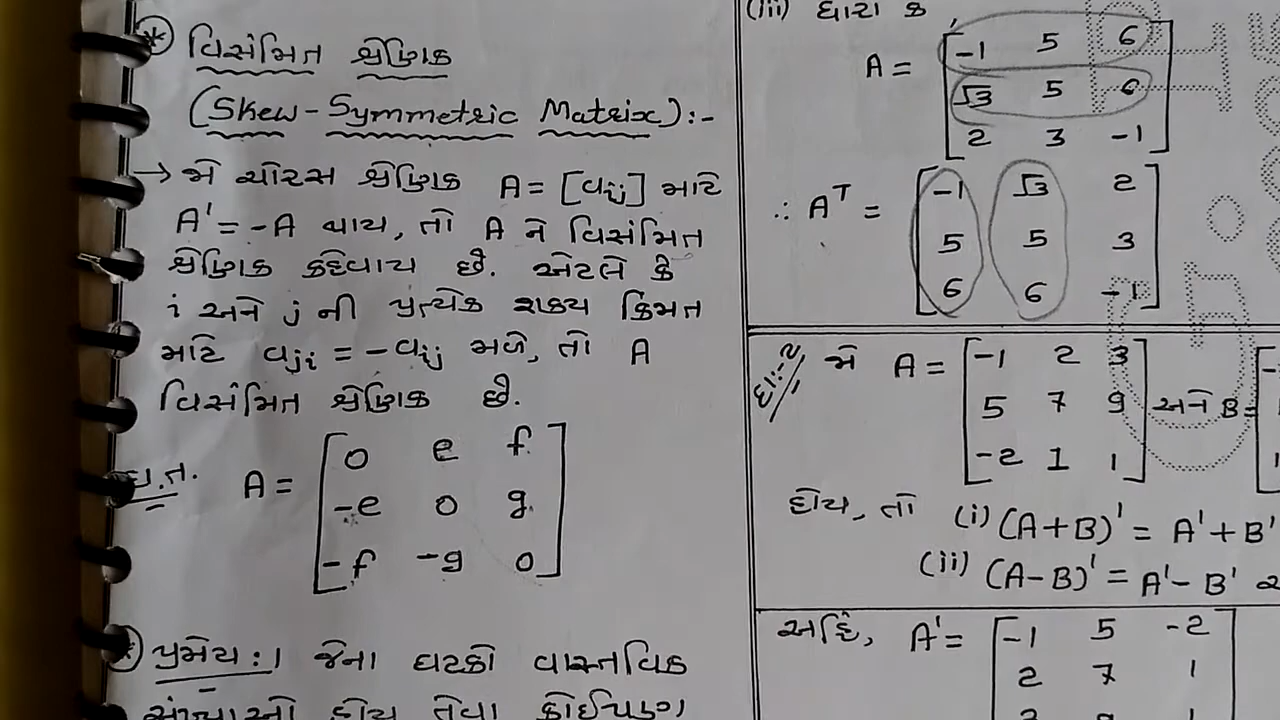 * વિસંમિત શ્રેણિક
(Skew-Symmetric Matrix):-
→ જો ચોરસ શ્રેણિક A = [aij] માટે
A' = -A થાય, તો A ને વિસંમિત
શ્રેણિક કહેવાય છે. એટલે કે
i અને j ની પ્રત્યેક શક્ય કિંમત
માટે aji = -aij મળે, તો A
વિસંમિત શ્રેણિક છે.
દા.ત. A = [0 e f
-e 0 g
-f -g 0]
* પ્રમેય:1 જેના ઘટકો વાસ્તવિક
સંખ્યાઓ હોય તેવા કોઈપણ
(iii) ધારો કે,
A = [-1 5 6
√3 5 6
2 3 -1]
∴ A^T = [-1 √3 2
5 5 3
6 6 -1]
દા:-2 જો A = [-1 2 3
5 7 9
-2 1 1] અને B = [
હોય, તો (i) (A+B)' = A' + B'
(ii) (A-B)' = A' - B'
અહિં, A' = [-1 5 -2
2 7 1